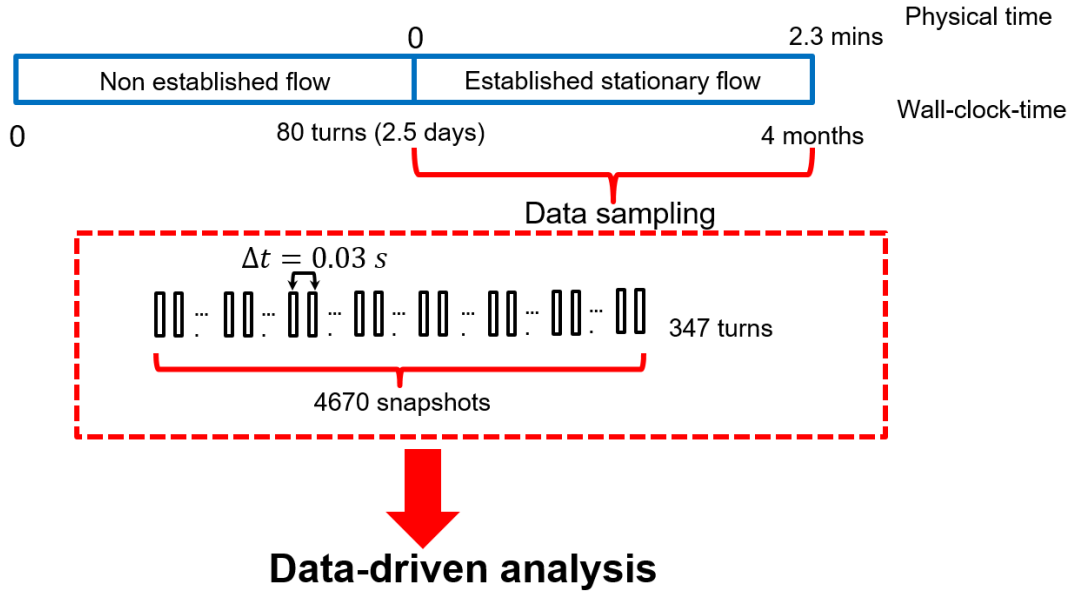 Physical time
0
2.3 mins
Non established flow
Established stationary flow
Wall-clock-time
0
80 turns (2.5 days)
4 months
Data sampling
Δt = 0.03 s
... . ... . ... . ... . ... . ... . ... .
347 turns
4670 snapshots
Data-driven analysis